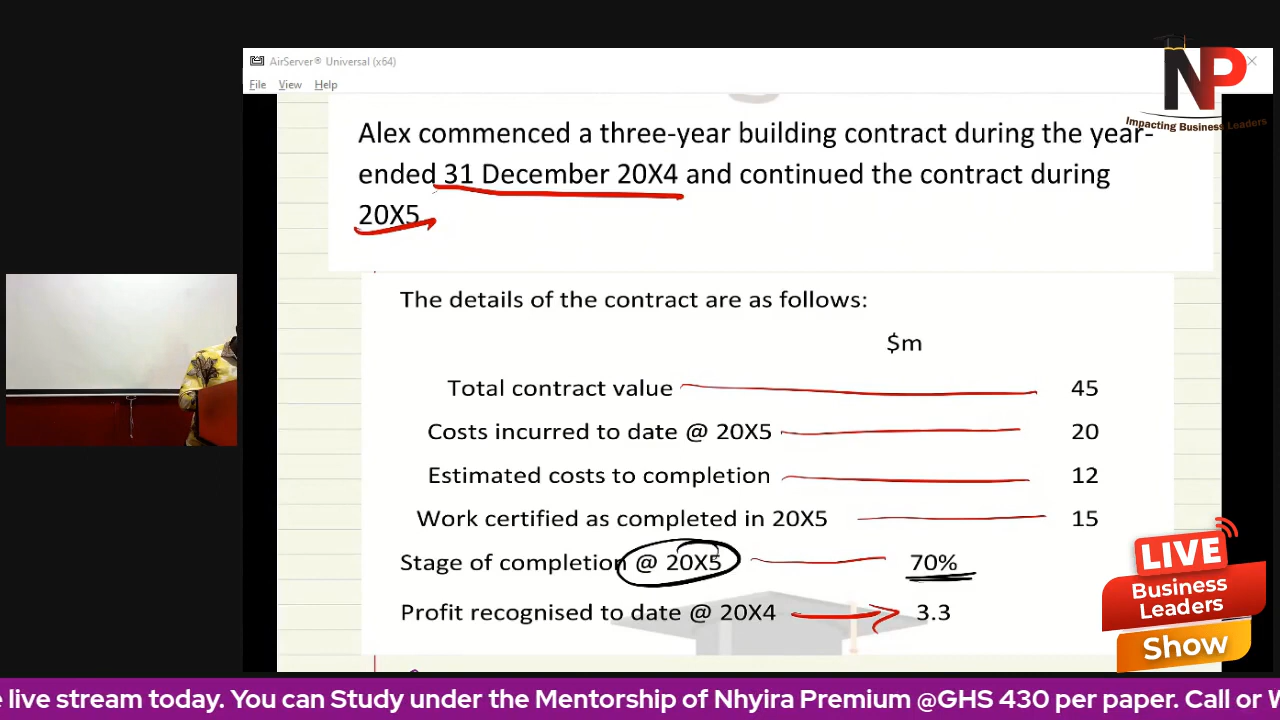 AirServer® Universal (x64)
File View Help
NP
Impacting Business Leaders
Alex commenced a three-year building contract during the year-
ended 31 December 20X4 and continued the contract during
20X5
The details of the contract are as follows:
$m
Total contract value 45
Costs incurred to date @ 20X5 20
Estimated costs to completion 12
Work certified as completed in 20X5 15
Stage of completion @ 20X5 70%
Profit recognised to date @ 20X4 3.3
LIVE
Business
Leaders
Show
e live stream today. You can Study under the Mentorship of Nhyira Premium @GHS 430 per paper. Call or W